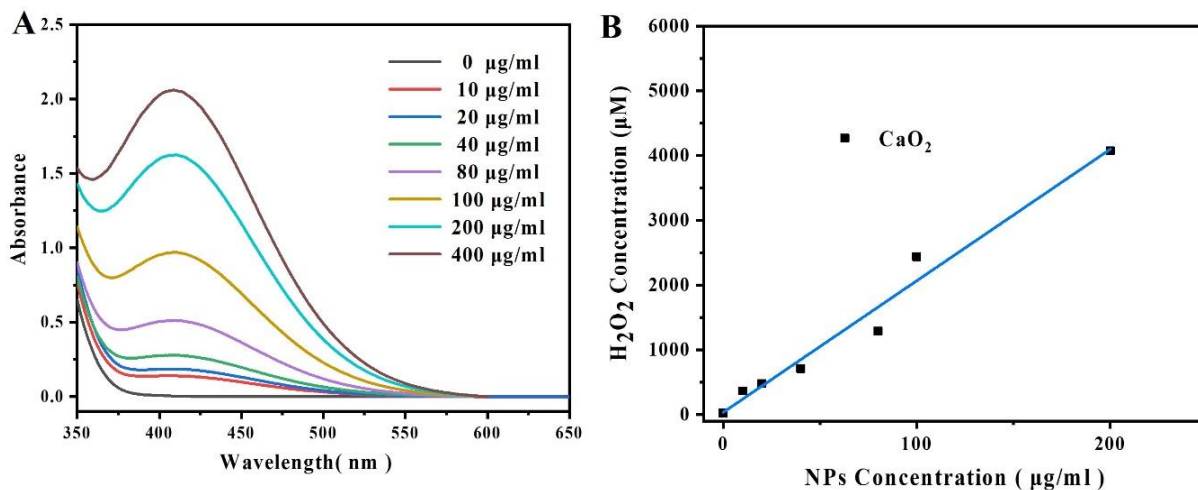 A
2.5
2.0
1.5
1.0
0.5
0.0
Absorbance
350 400 450 500 550 600 650
Wavelength( nm )
0 µg/ml
10 µg/ml
20 µg/ml
40 µg/ml
80 µg/ml
100 µg/ml
200 µg/ml
400 µg/ml
B
6000
5000
4000
3000
2000
1000
0
H₂O₂ Concentration (µM)
CaO₂
0 100 200
NPs Concentration ( µg/ml )